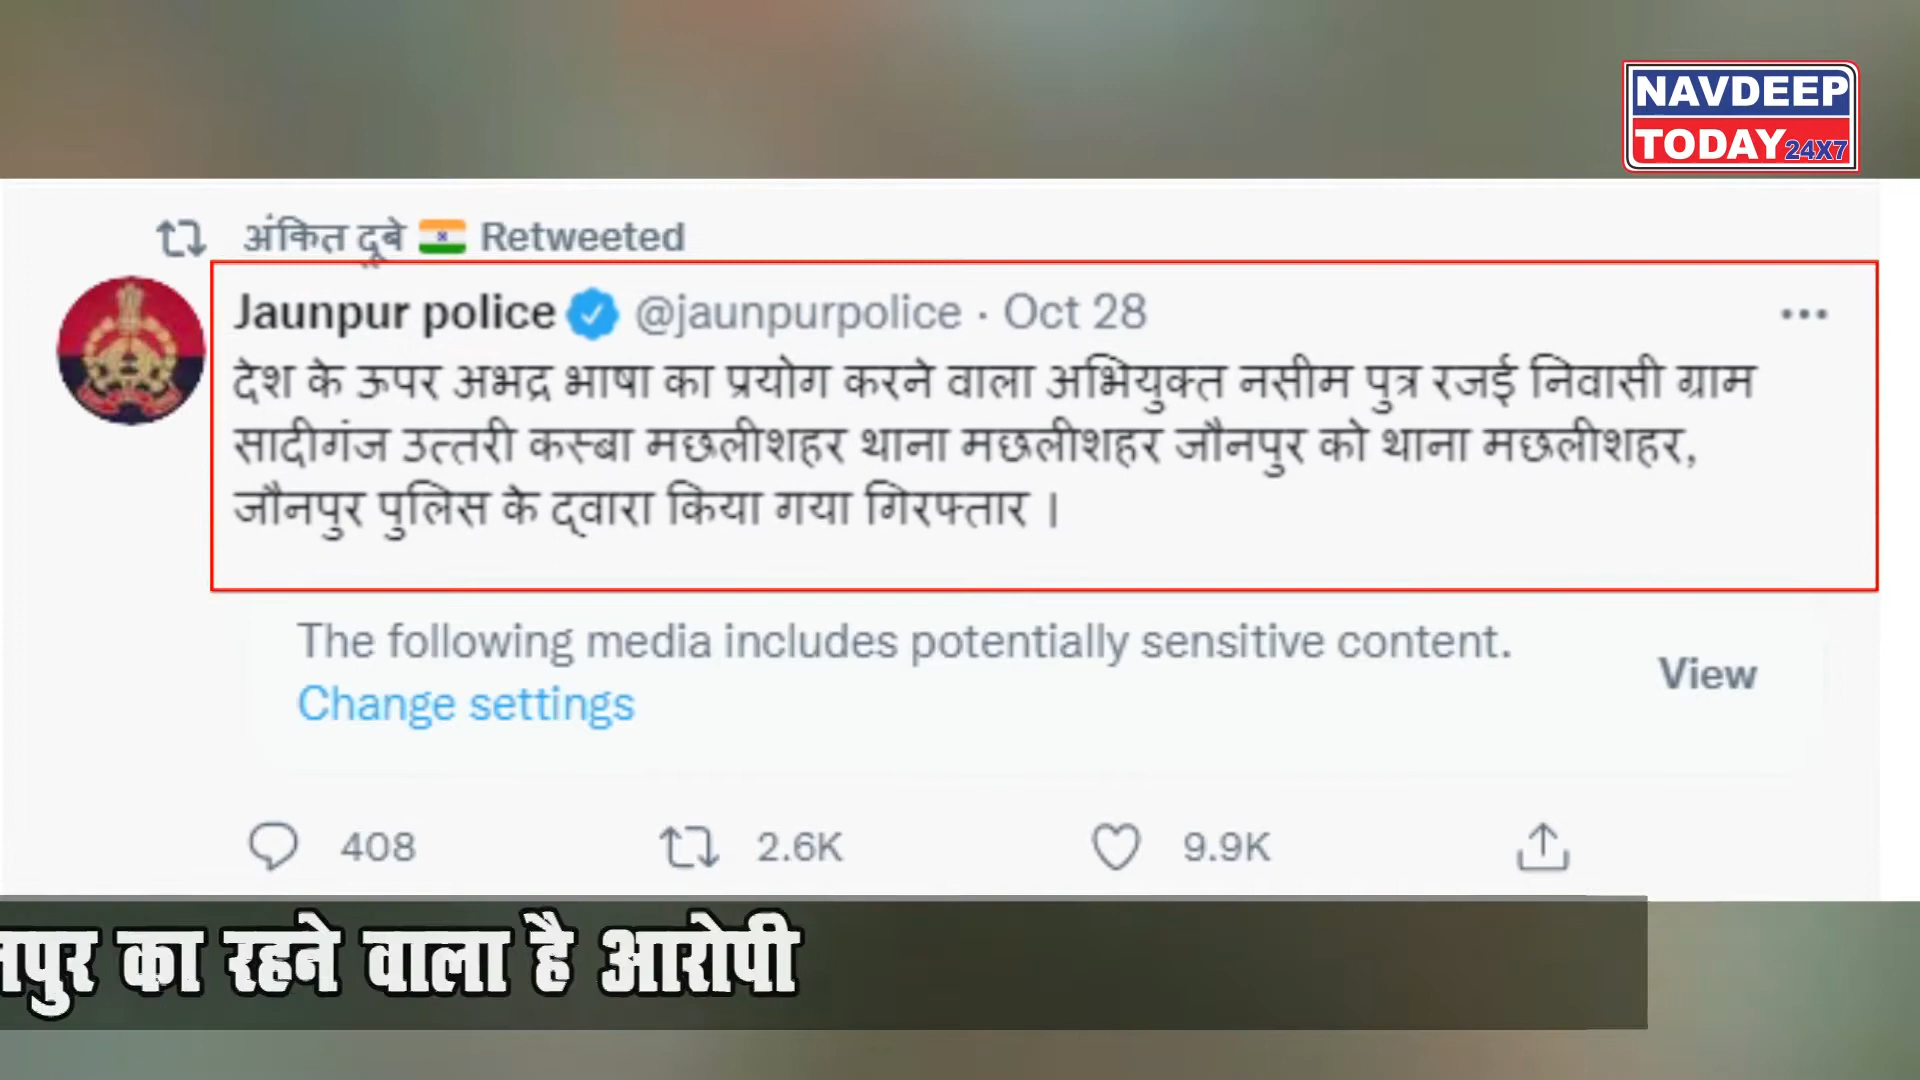 NAVDEEP
TODAY 24X7
अंकित दूबे Retweeted
Jaunpur police @jaunpurpolice · Oct 28
देश के ऊपर अभद्र भाषा का प्रयोग करने वाला अभियुक्त नसीम पुत्र रजई निवासी ग्राम
सादीगंज उत्तरी कस्बा मछलीशहर थाना मछलीशहर जौनपुर को थाना मछलीशहर,
जौनपुर पुलिस के द्वारा किया गया गिरफ्तार ।
The following media includes potentially sensitive content.
Change settings
View
408 2.6K 9.9K
का रहने वाला है आरोपी